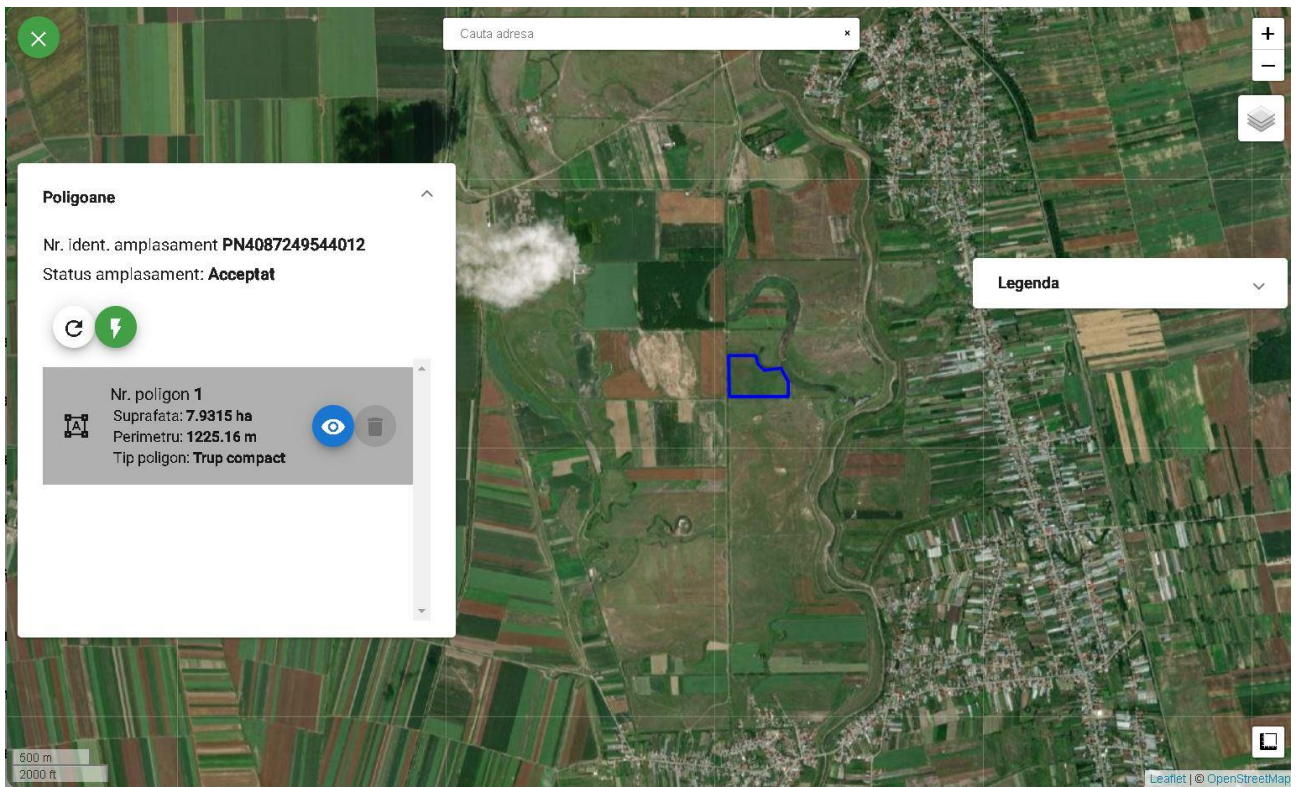 Cauta adresa
×
+
−
Poligoane
Nr. ident. amplasament PN4087249544012
Status amplasament: Acceptat
Legenda
Nr. poligon 1
Suprafata: 7.9315 ha
Perimetru: 1225.16 m
Tip poligon: Trup compact
500 m
2000 ft
Leaflet | © OpenStreetMap